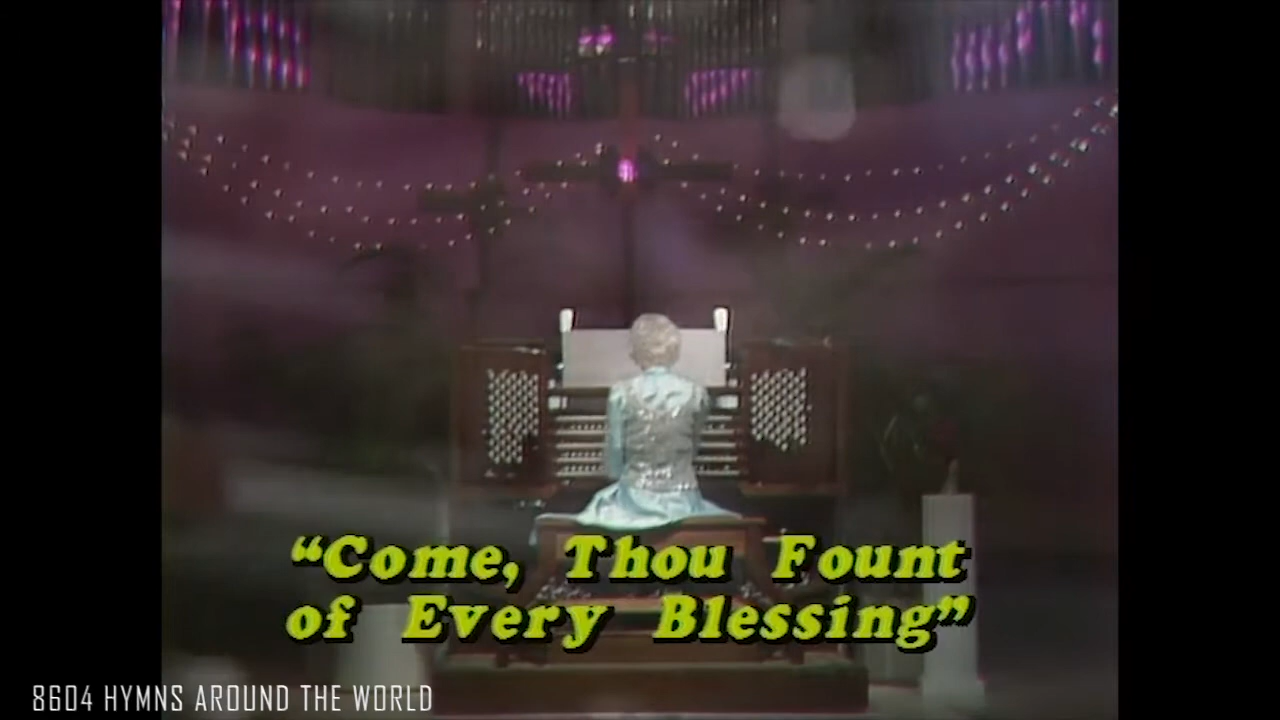 “Come, Thou Fount
of Every Blessing”
8604 HYMNS AROUND THE WORLD